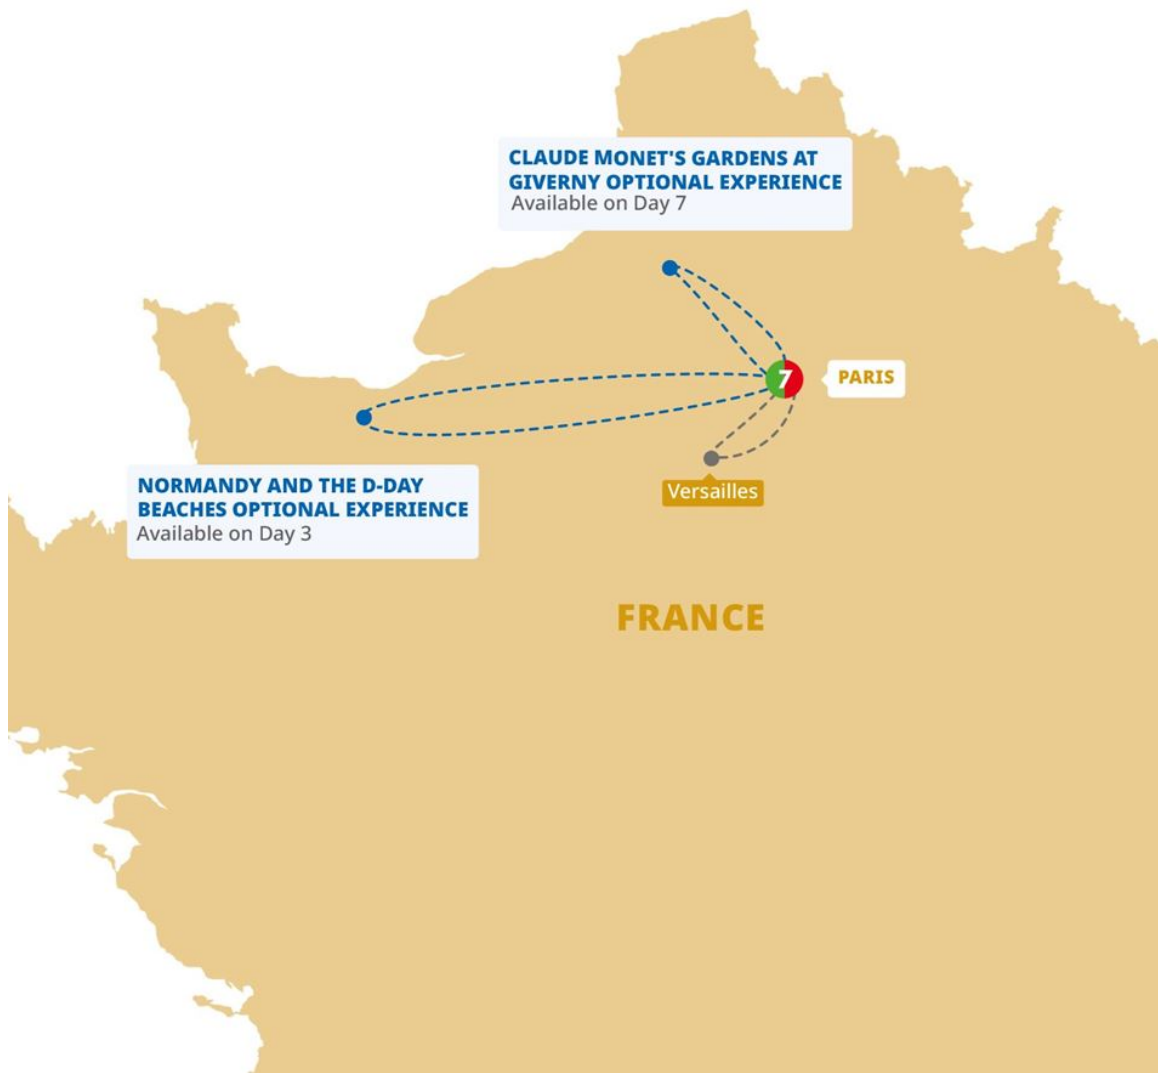 CLAUDE MONET'S GARDENS AT
GIVERNY OPTIONAL EXPERIENCE
Available on Day 7
7
PARIS
NORMANDY AND THE D-DAY
BEACHES OPTIONAL EXPERIENCE
Available on Day 3
Versailles
FRANCE